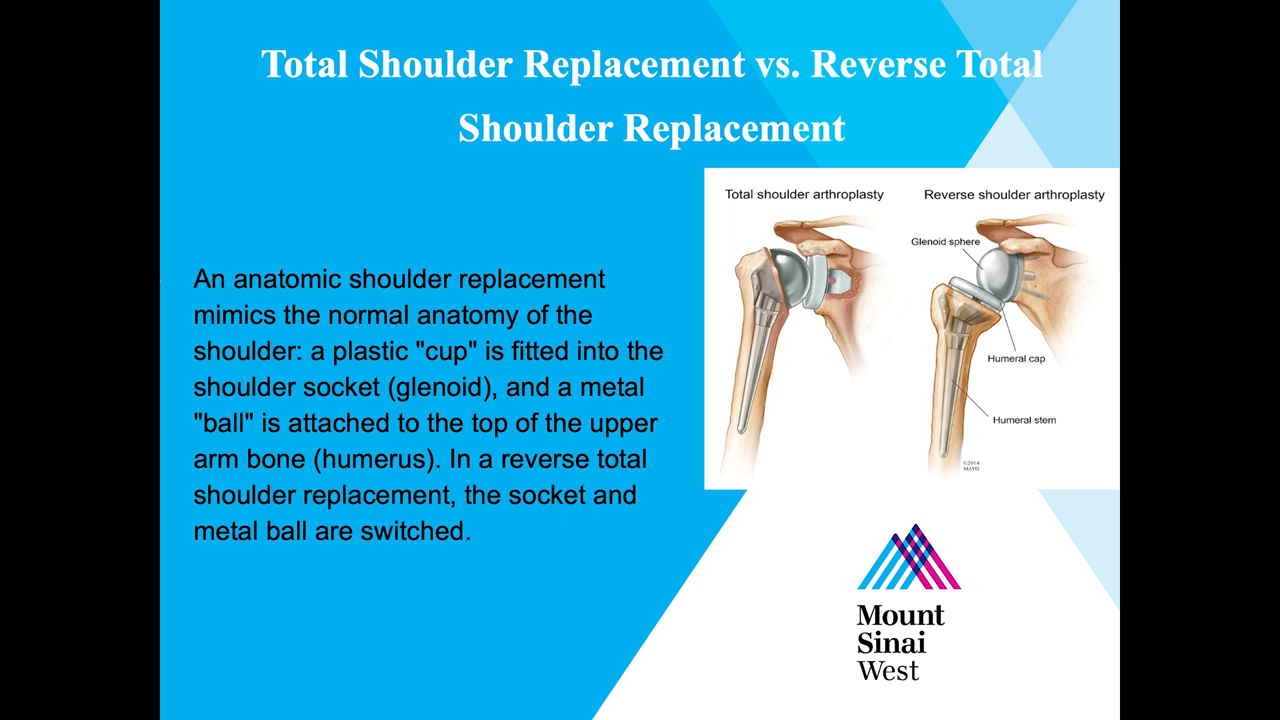 Total Shoulder Replacement vs. Reverse Total
Shoulder Replacement
An anatomic shoulder replacement
mimics the normal anatomy of the
shoulder: a plastic "cup" is fitted into the
shoulder socket (glenoid), and a metal
"ball" is attached to the top of the upper
arm bone (humerus). In a reverse total
shoulder replacement, the socket and
metal ball are switched.
Total shoulder arthroplasty
Reverse shoulder arthroplasty
Glenoid sphere
Humeral cap
Humeral stem
©2014
MAYO
Mount
Sinai
West